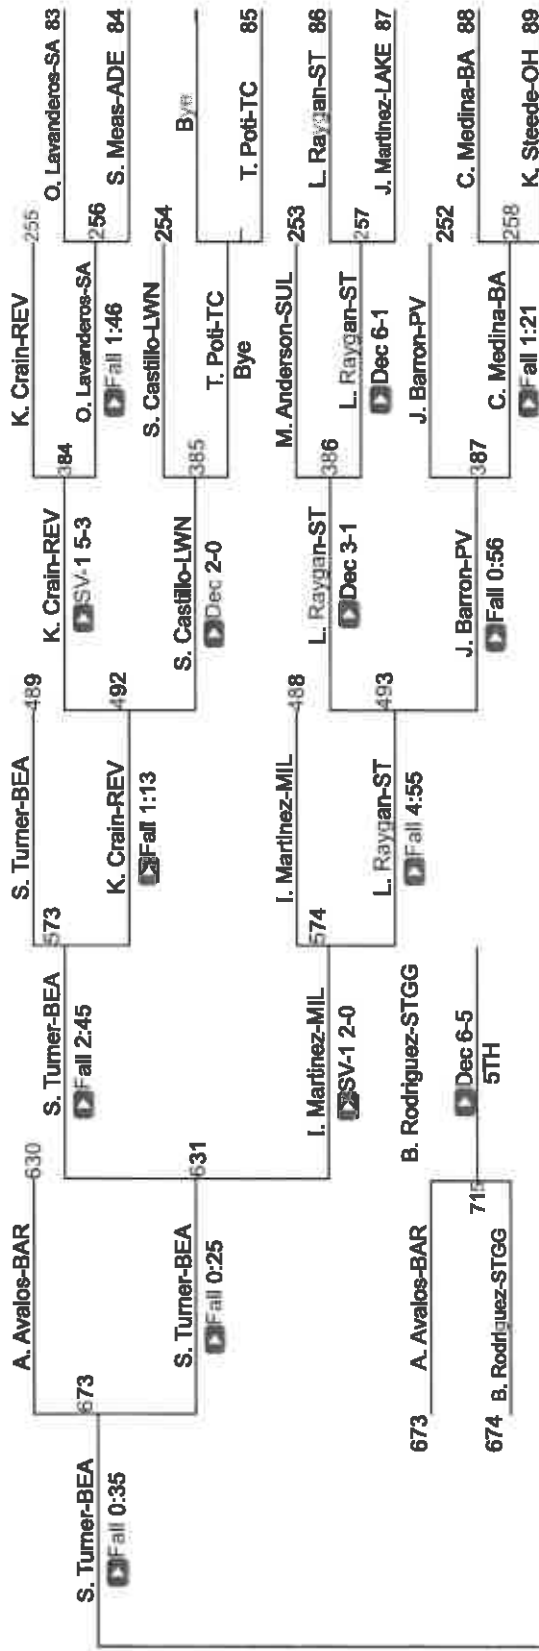 O. Lavanderos-SA 83
S. Meas-ADE 84
Bye
T. Poti-TC 85
L. Raygan-ST 86
J. Martinez-LAKE 87
C. Medina-BA 88
K. Steede-OH 89
K. Crain-REV 255
O. Lavanderos-SA 256
Fall 1:46
S. Castillo-LWN 254
T. Poti-TC
Bye
M. Anderson-SUL 253
L. Raygan-ST 257
Dec 6-1
J. Barron-PV 252
C. Medina-BA 258
Fall 1:21
K. Crain-REV 384
SV-1 5-3
S. Castillo-LWN 385
Dec 2-0
L. Raygan-ST 386
Dec 3-1
J. Barron-PV 387
Fall 0:56
S. Turner-BEA 489
K. Crain-REV 492
Fall 1:13
I. Martinez-MIL 488
L. Raygan-ST 493
Fall 4:55
S. Turner-BEA 573
Fall 2:45
I. Martinez-MIL 574
SV-1 2-0
B. Rodriguez-STGG
Dec 6-5
5TH
A. Avalos-BAR 630
S. Turner-BEA 631
Fall 0:25
673 A. Avalos-BAR
715
674 B. Rodriguez-STGG
S. Turner-BEA 673
Fall 0:35